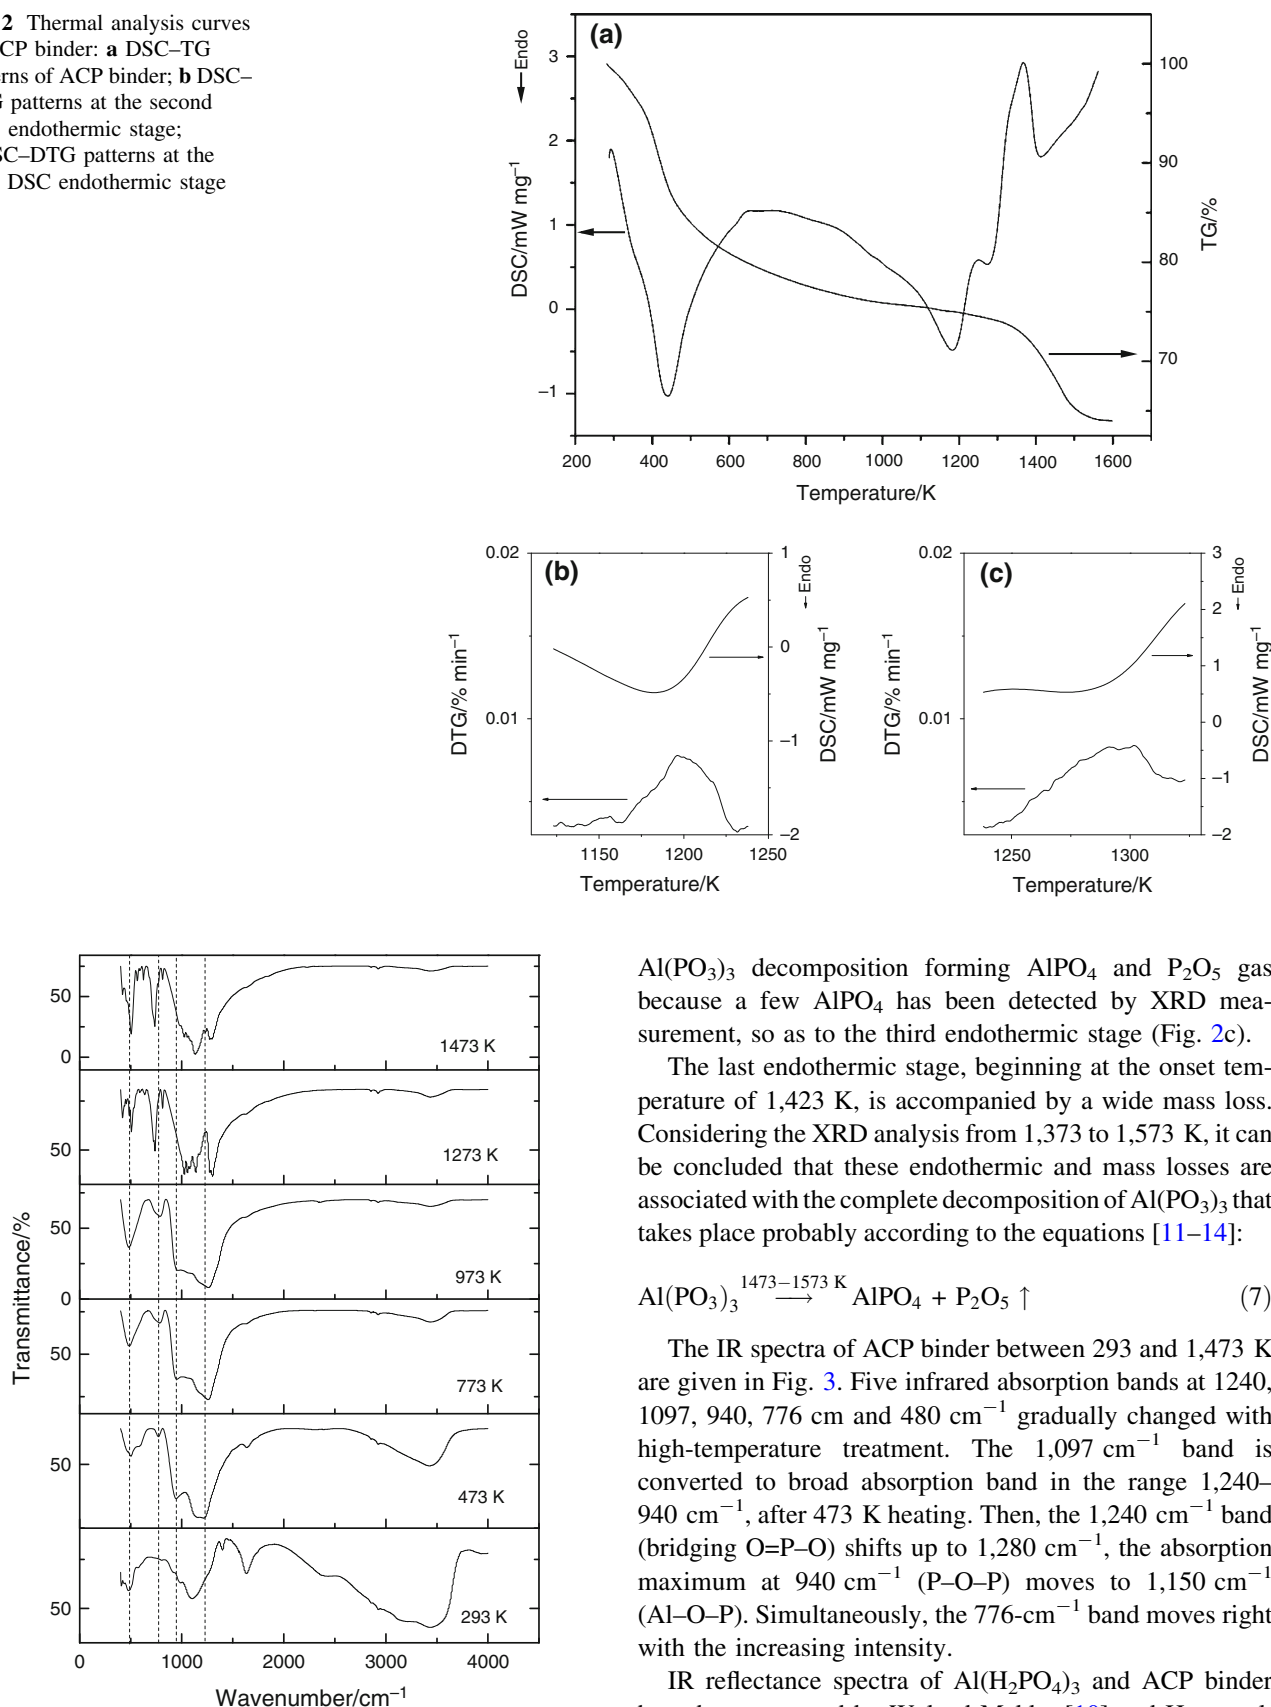 2 Thermal analysis curves
CP binder: a DSC–TG
rns of ACP binder; b DSC–
patterns at the second
endothermic stage;
SC–DTG patterns at the
DSC endothermic stage
(a)
Endo
DSC/mW mg⁻¹
3
2
1
0
–1
100
90
80
70
TG/%
200 400 600 800 1000 1200 1400 1600
Temperature/K
(b)
0.02
0.01
DTG/% min⁻¹
1
0
–1
–2
Endo
DSC/mW mg⁻¹
1150 1200 1250
Temperature/K
(c)
0.02
0.01
DTG/% min⁻¹
3
2
1
0
–1
–2
Endo
DSC/mW mg⁻¹
1250 1300
Temperature/K
Transmittance/%
50
0
1473 K
50
1273 K
50
0
973 K
50
773 K
50
473 K
50
293 K
0 1000 2000 3000 4000
Wavenumber/cm⁻¹
Al(PO₃)₃ decomposition forming AlPO₄ and P₂O₅ gas
because a few AlPO₄ has been detected by XRD mea-
surement, so as to the third endothermic stage (Fig. 2c).
The last endothermic stage, beginning at the onset tem-
perature of 1,423 K, is accompanied by a wide mass loss.
Considering the XRD analysis from 1,373 to 1,573 K, it can
be concluded that these endothermic and mass losses are
associated with the complete decomposition of Al(PO₃)₃ that
takes place probably according to the equations [11–14]:
Al(PO₃)₃ 1473−1573 K ⟶ AlPO₄ + P₂O₅ ↑ (7)
The IR spectra of ACP binder between 293 and 1,473 K
are given in Fig. 3. Five infrared absorption bands at 1240,
1097, 940, 776 cm and 480 cm⁻¹ gradually changed with
high-temperature treatment. The 1,097 cm⁻¹ band is
converted to broad absorption band in the range 1,240–
940 cm⁻¹, after 473 K heating. Then, the 1,240 cm⁻¹ band
(bridging O=P–O) shifts up to 1,280 cm⁻¹, the absorption
maximum at 940 cm⁻¹ (P–O–P) moves to 1,150 cm⁻¹
(Al–O–P). Simultaneously, the 776-cm⁻¹ band moves right
with the increasing intensity.
IR reflectance spectra of Al(H₂PO₄)₃ and ACP binder